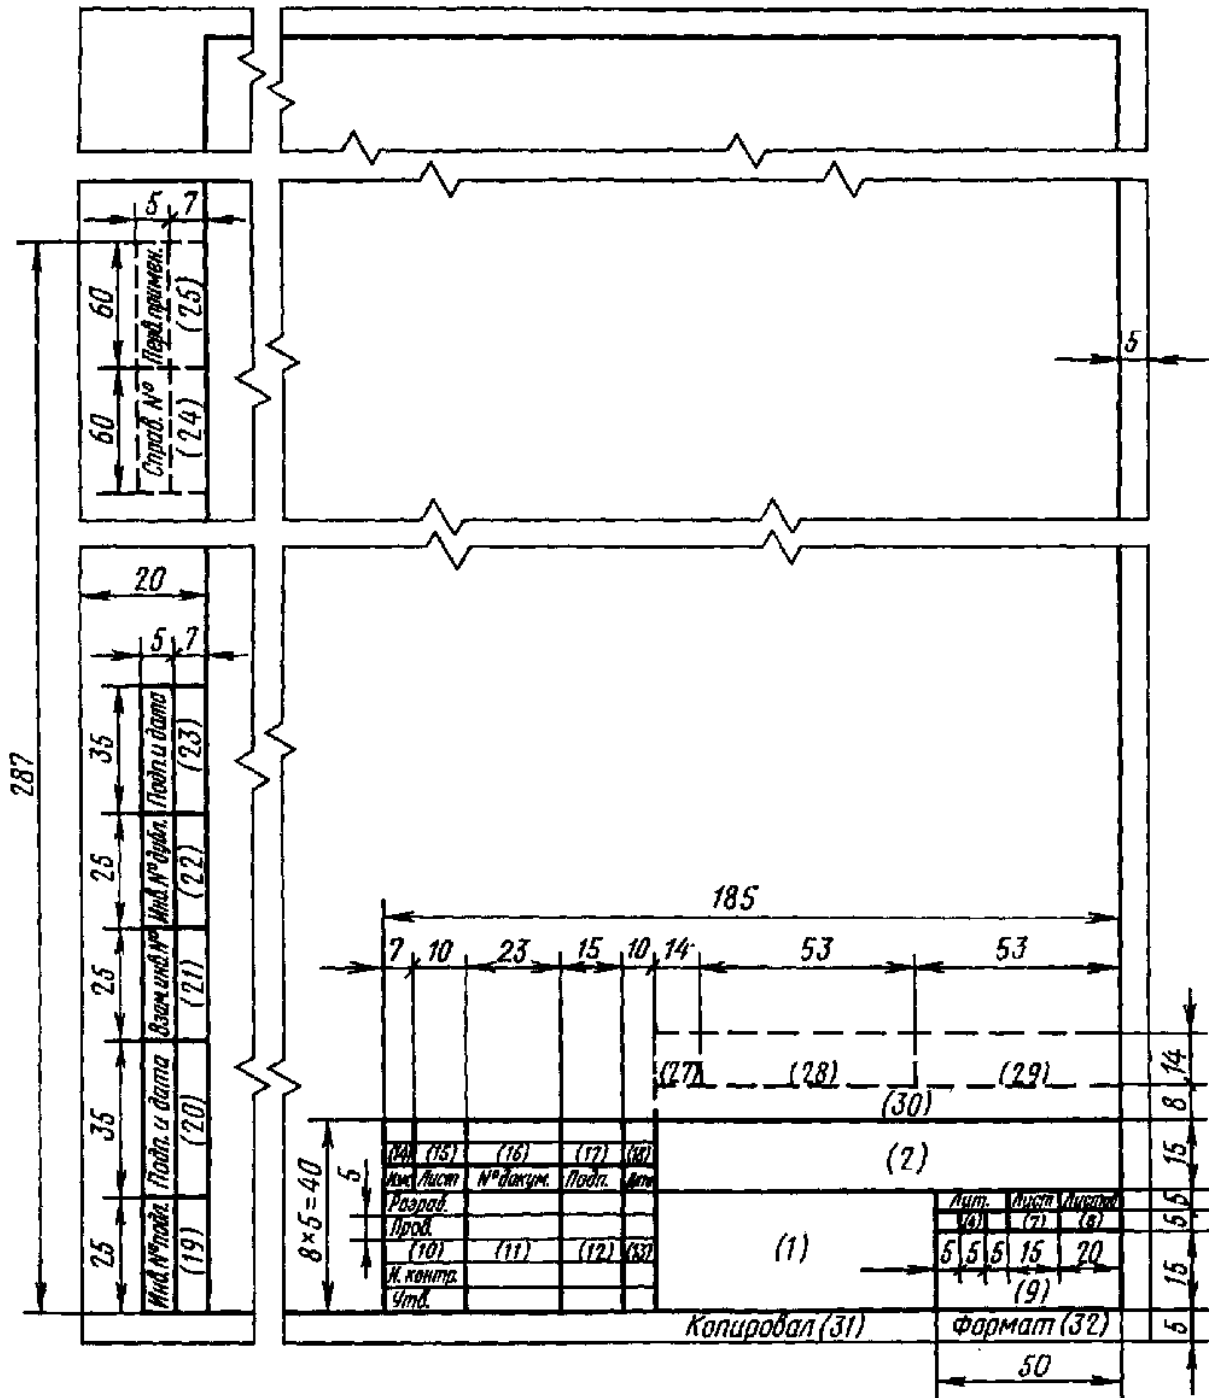 5 7
60 Перв. примен. (25)
60 Справ. № (24)
5
20
5 7
287
35 Подп. и дата (23)
25 Инв. № дубл. (22)
25 Взам. инв. № (21)
35 Подп. и дата (20)
25 Инв. № подл. (19)
185
7 10 23 15 10 14 53 53
14
(27) (28) (29)
8
(30)
8×5=40
5
(14) (15) (16) (17) (18)
Изм. Лист № докум. Подп. Дата
Разраб.
Пров.
(10) (11) (12) (13)
Н. контр.
Утв.
(2)
15
(1)
Лит. Лист Листов
5
(4) (7) (8)
5
5 5 5 15 20
15
(9)
Копировал (31) Формат (32)
5
50